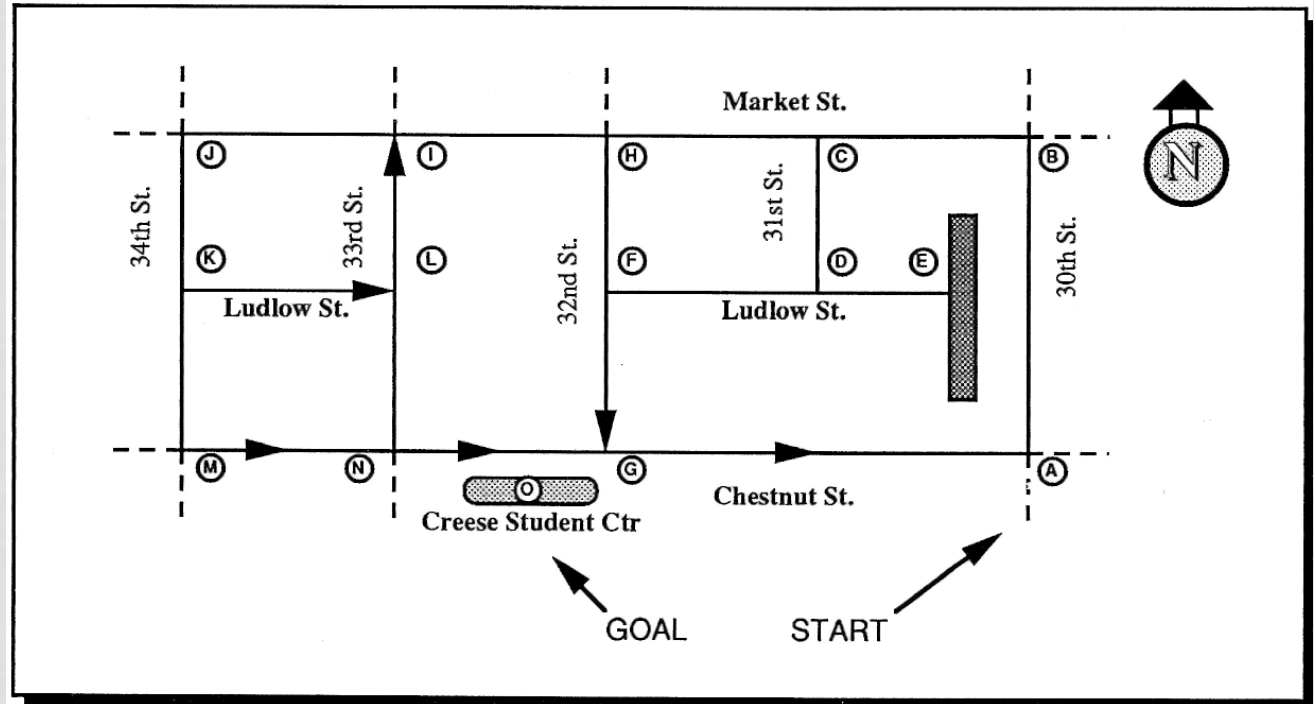 Market St.
N
J
I
H
C
B
34th St.
33rd St.
32nd St.
31st St.
30th St.
K
L
F
D
E
Ludlow St.
Ludlow St.
M
N
G
A
O
Chestnut St.
Creese Student Ctr
GOAL
START